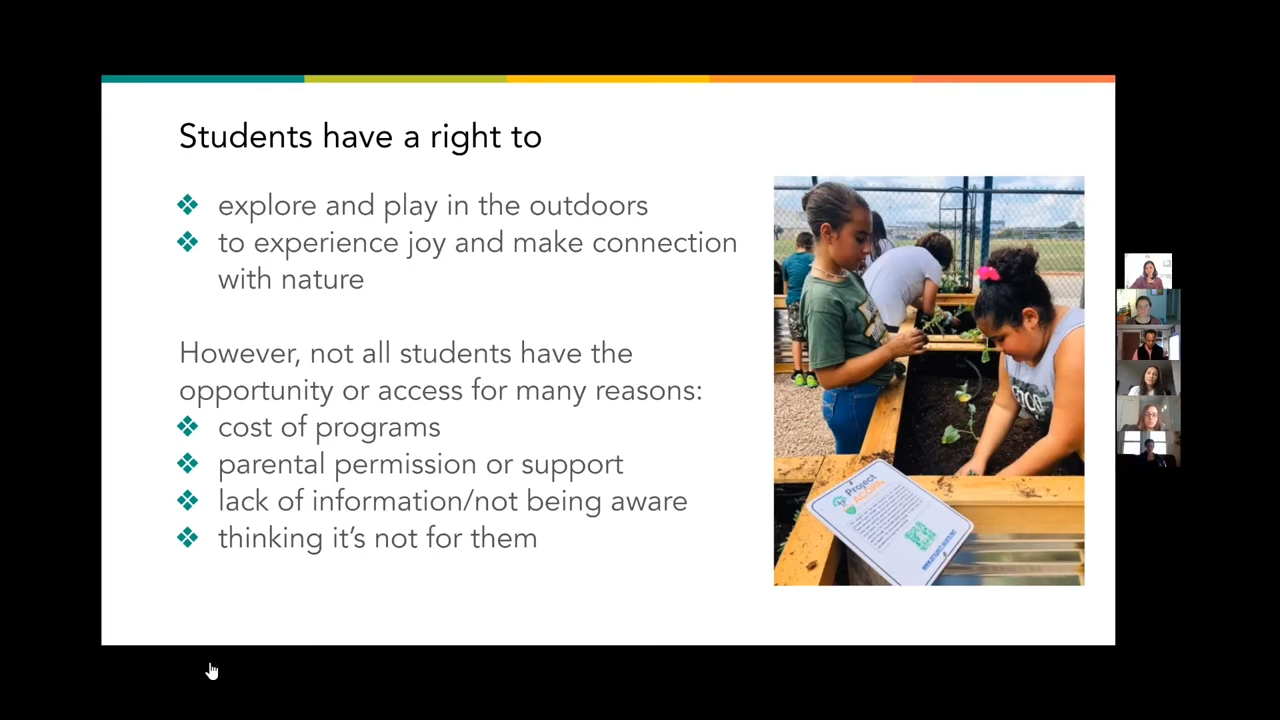 Students have a right to
❖ explore and play in the outdoors
❖ to experience joy and make connection
with nature
However, not all students have the
opportunity or access for many reasons:
❖ cost of programs
❖ parental permission or support
❖ lack of information/not being aware
❖ thinking it's not for them
Project
ACORN